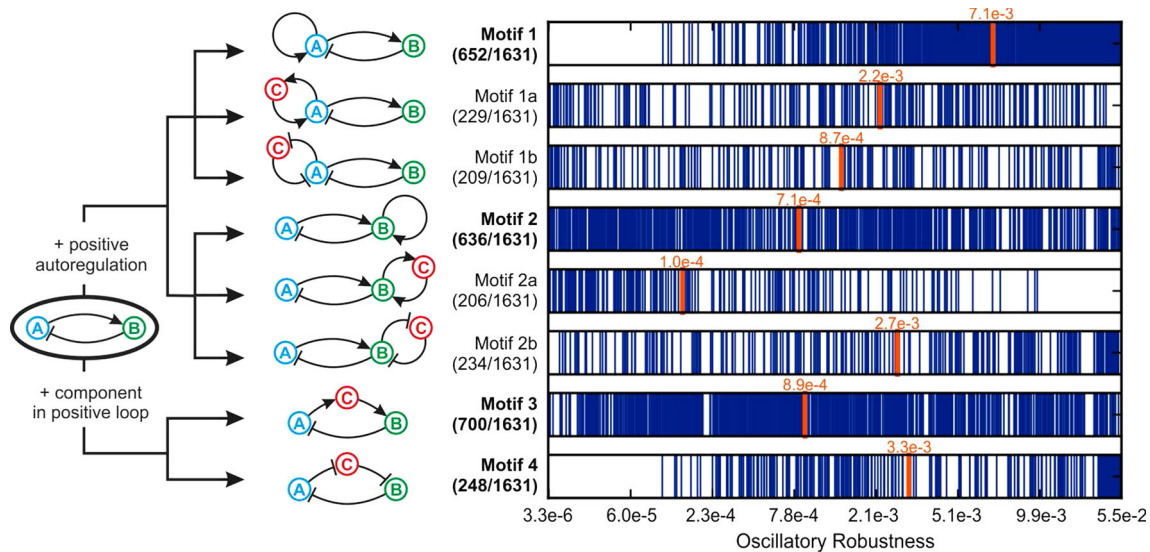 + positive
autoregulation
A B
+ component
in positive loop
A B
Motif 1
(652/1631)
7.1e-3
C A B
Motif 1a
(229/1631)
2.2e-3
C A B
Motif 1b
(209/1631)
8.7e-4
A B
Motif 2
(636/1631)
7.1e-4
A B C
Motif 2a
(206/1631)
1.0e-4
A B C
Motif 2b
(234/1631)
2.7e-3
A C B
Motif 3
(700/1631)
8.9e-4
A C B
Motif 4
(248/1631)
3.3e-3
3.3e-6 6.0e-5 2.3e-4 7.8e-4 2.1e-3 5.1e-3 9.9e-3 5.5e-2
Oscillatory Robustness